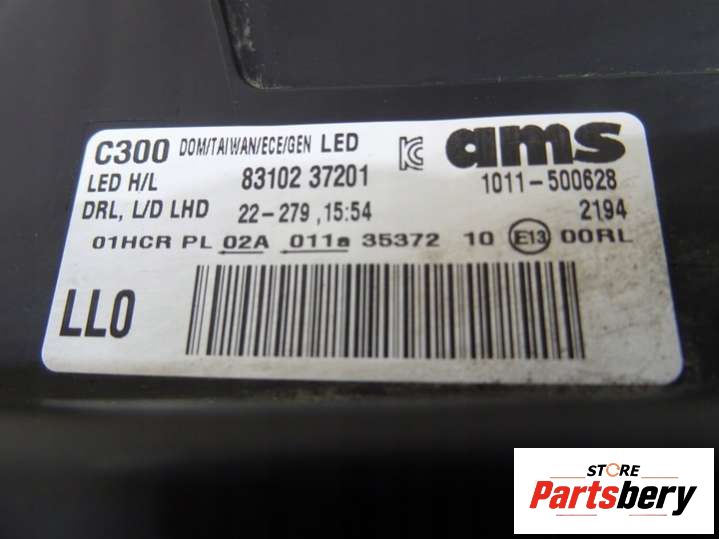 C300 DOM/TAIWAN/ECE/GEN LED KC ams
LED H/L 83102 37201 1011-500628
DRL, L/D LHD 22-279 ,15:54 2194
01HCR PL 02A 011a 35372 10 E13 00RL
LL0
STORE
Partsbery